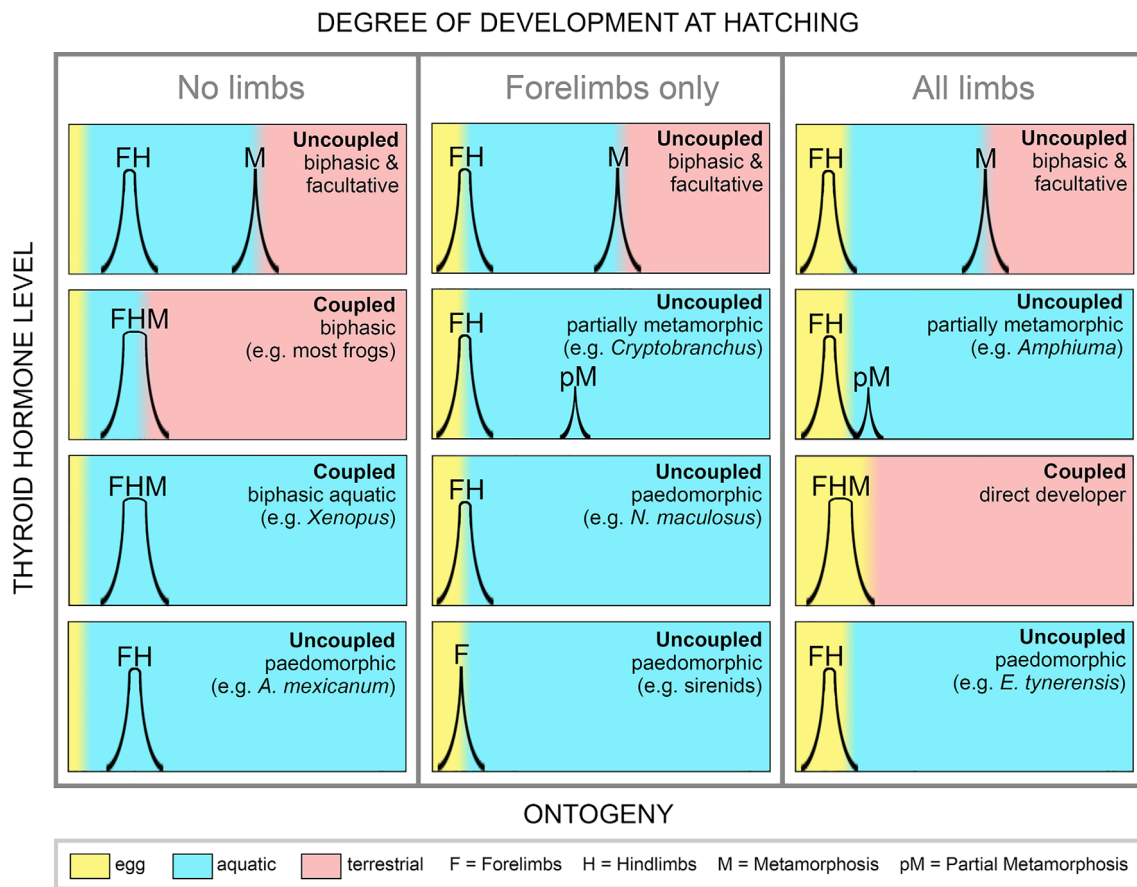 DEGREE OF DEVELOPMENT AT HATCHING
THYROID HORMONE LEVEL
No limbs
FH
M
Uncoupled
biphasic &
facultative
FHM
Coupled
biphasic
(e.g. most frogs)
FHM
Coupled
biphasic aquatic
(e.g. Xenopus)
FH
Uncoupled
paedomorphic
(e.g. A. mexicanum)
Forelimbs only
FH
M
Uncoupled
biphasic &
facultative
FH
pM
Uncoupled
partially metamorphic
(e.g. Cryptobranchus)
FH
Uncoupled
paedomorphic
(e.g. N. maculosus)
F
Uncoupled
paedomorphic
(e.g. sirenids)
All limbs
FH
M
Uncoupled
biphasic &
facultative
FH
pM
Uncoupled
partially metamorphic
(e.g. Amphiuma)
FHM
Coupled
direct developer
FH
Uncoupled
paedomorphic
(e.g. E. tynerensis)
ONTOGENY
egg aquatic terrestrial F = Forelimbs H = Hindlimbs M = Metamorphosis pM = Partial Metamorphosis